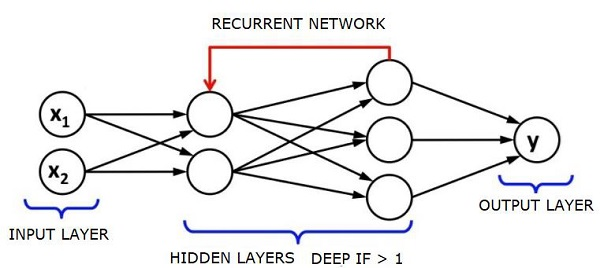 RECURRENT NETWORK
x1
x2
y
INPUT LAYER
HIDDEN LAYERS DEEP IF > 1
OUTPUT LAYER